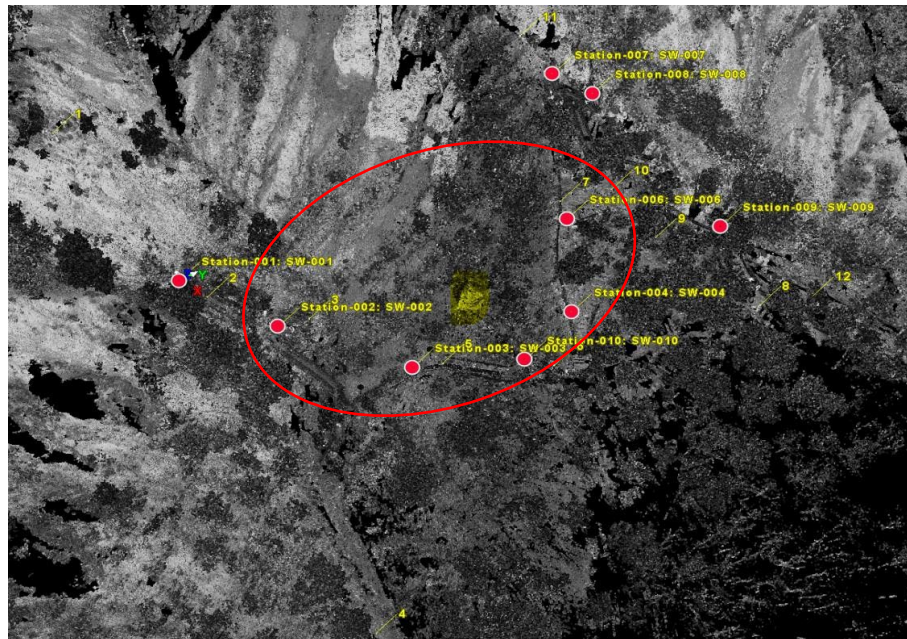 11
Station-007: SW-007
Station-008: SW-008
1
10
7
Station-006: SW-006
Station-009: SW-009
9
Station-001: SW-001
Y
X
2
3
8
12
Station-002: SW-002
Station-004: SW-004
5
Station-003: SW-003
Station-010: SW-010
4